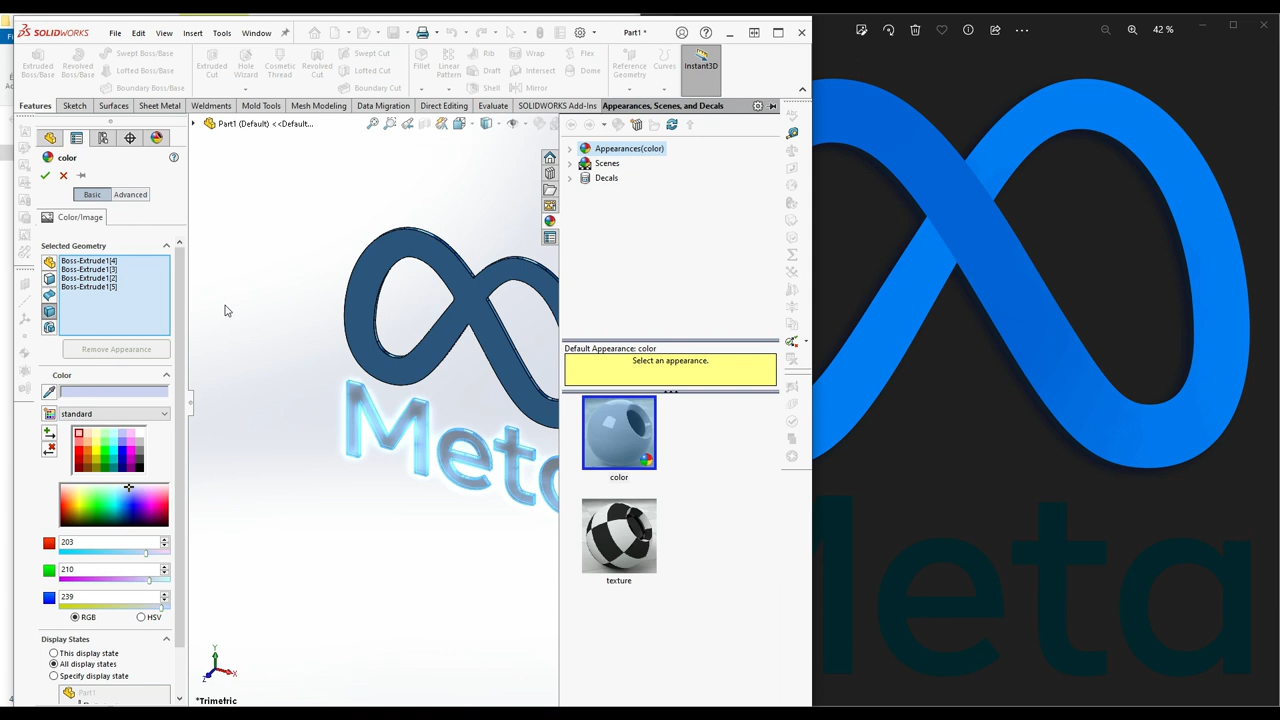 SOLIDWORKS File Edit View Insert Tools Window Part1 *
42 %
Extruded Boss/Base
Revolved Boss/Base
Swept Boss/Base
Lofted Boss/Base
Boundary Boss/Base
Extruded Cut
Hole Wizard
Cosmetic Thread
Revolved Cut
Swept Cut
Lofted Cut
Boundary Cut
Fillet
Linear Pattern
Rib
Draft
Shell
Wrap
Intersect
Mirror
Flex
Dome
Reference Geometry
Curves
Instant3D
Features Sketch Surfaces Sheet Metal Weldments Mold Tools Mesh Modeling Data Migration Direct Editing Evaluate SOLIDWORKS Add-Ins Appearances, Scenes, and Decals
Part1 (Default) <<Default...
color
Basic Advanced
Color/Image
Selected Geometry
Boss-Extrude1[4]
Boss-Extrude1[3]
Boss-Extrude1[2]
Boss-Extrude1[5]
Remove Appearance
Color
standard
203
210
239
RGB HSV
Display States
This display state
All display states
Specify display state
Part1
Meta
Y
X
Z
*Trimetric
Appearances(color)
Scenes
Decals
Default Appearance: color
Select an appearance.
color
texture
Meta